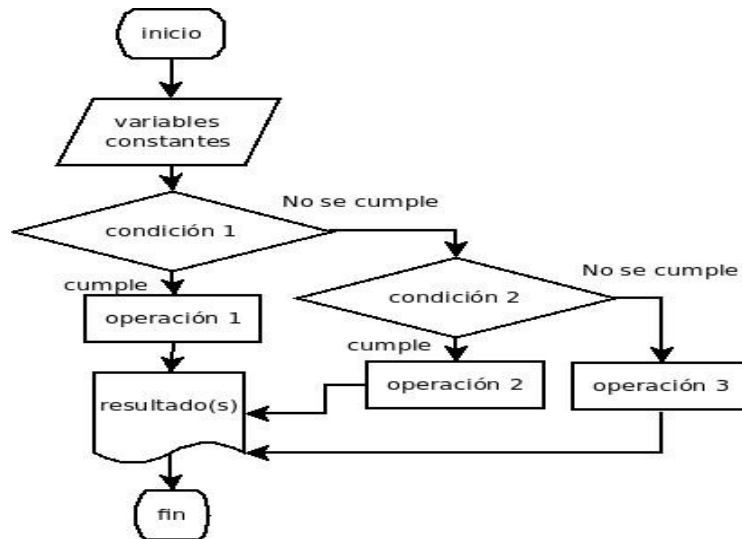 inicio
variables
constantes
No se cumple
condición 1
No se cumple
cumple
condición 2
operación 1
cumple
operación 2
operación 3
resultado(s)
fin